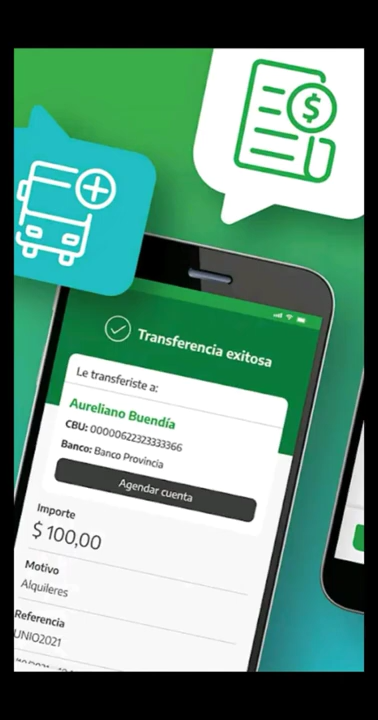 $
Transferencia exitosa
Le transferiste a:
Aureliano Buendía
CBU: 00000622323333366
Banco: Banco Provincia
Agendar cuenta
Importe
$ 100,00
Motivo
Alquileres
Referencia
UNIO2021